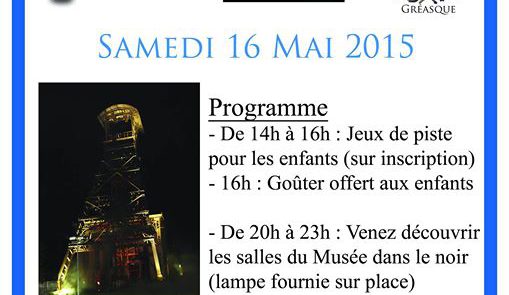 GRÉASQUE
SAMEDI 16 MAI 2015
Programme
- De 14h à 16h : Jeux de piste
pour les enfants (sur inscription)
- 16h : Goûter offert aux enfants
- De 20h à 23h : Venez découvrir
les salles du Musée dans le noir
(lampe fournie sur place)